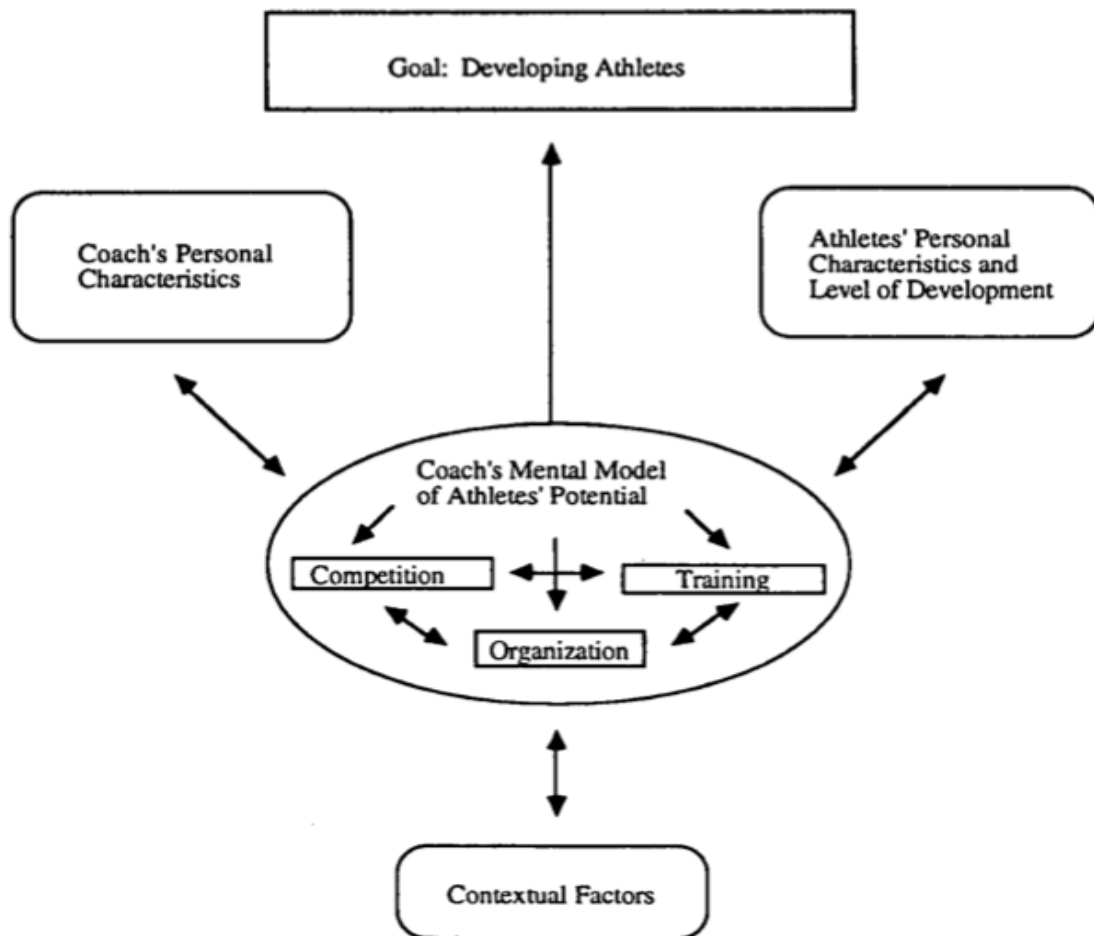 Goal: Developing Athletes
Coach's Personal
Characteristics
Athletes' Personal
Characteristics and
Level of Development
Coach's Mental Model
of Athletes' Potential
Competition
Training
Organization
Contextual Factors